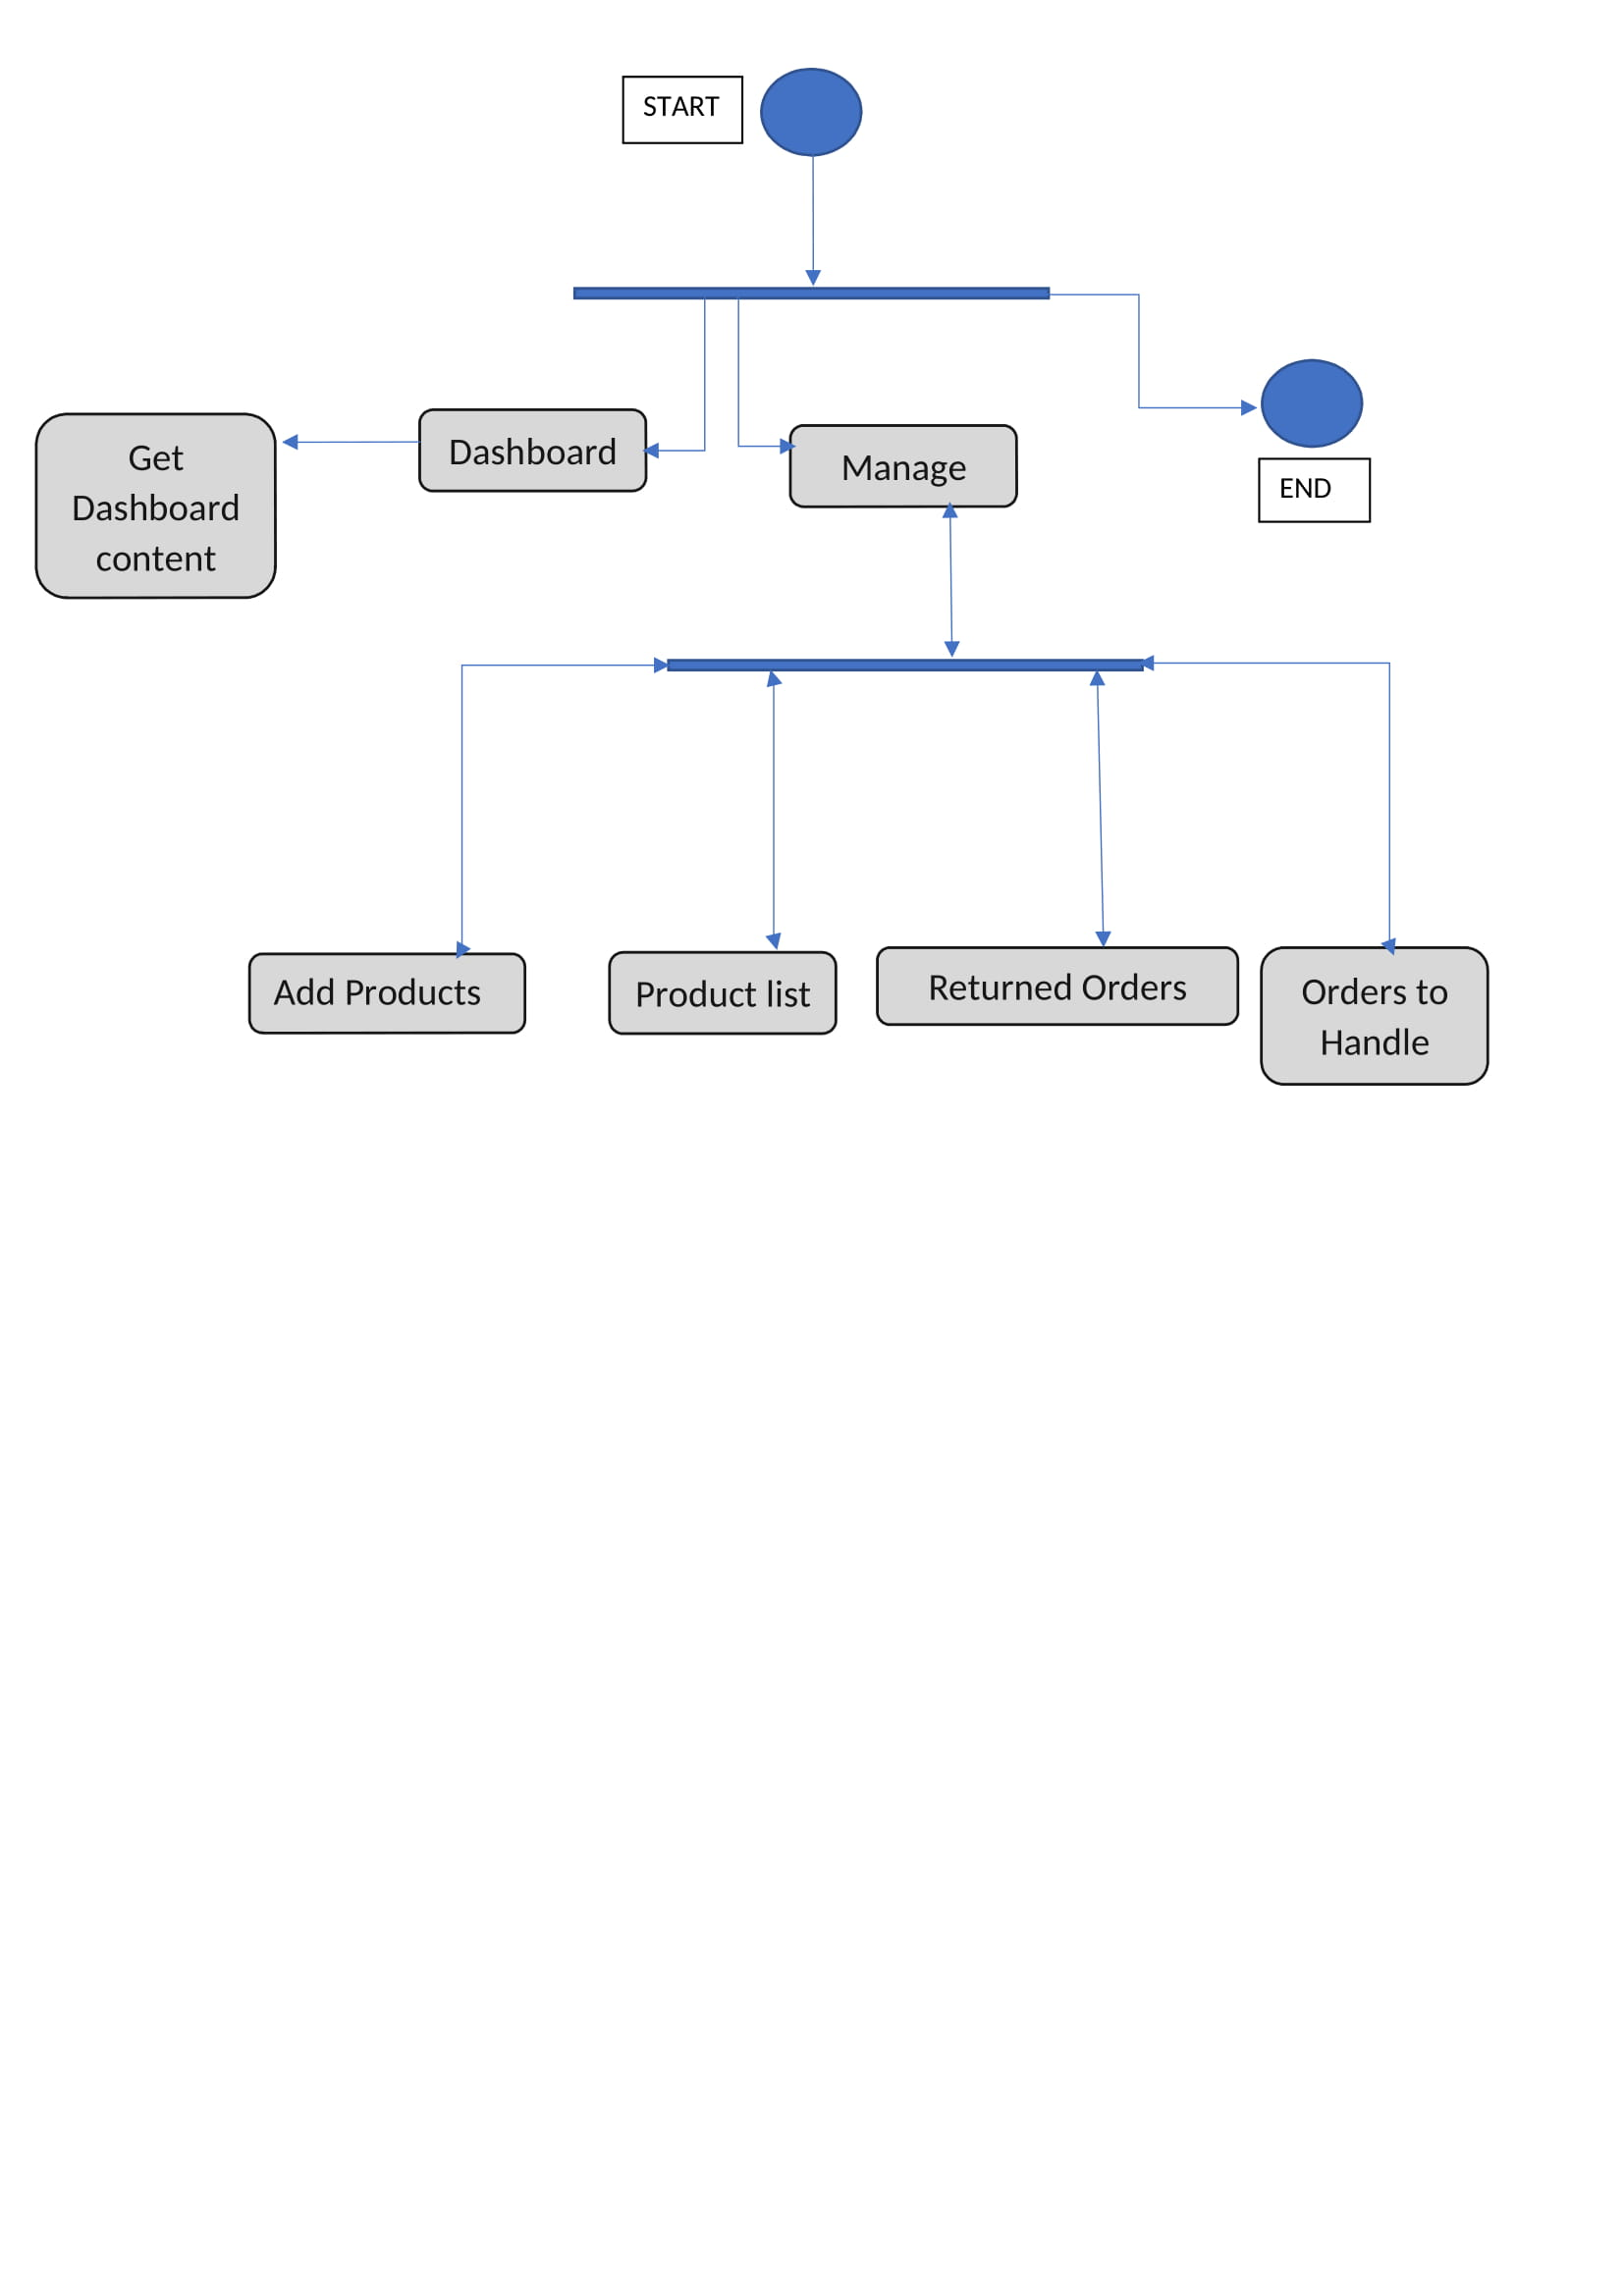 START
Get
Dashboard
content
Dashboard
Manage
END
Add Products
Product list
Returned Orders
Orders to
Handle